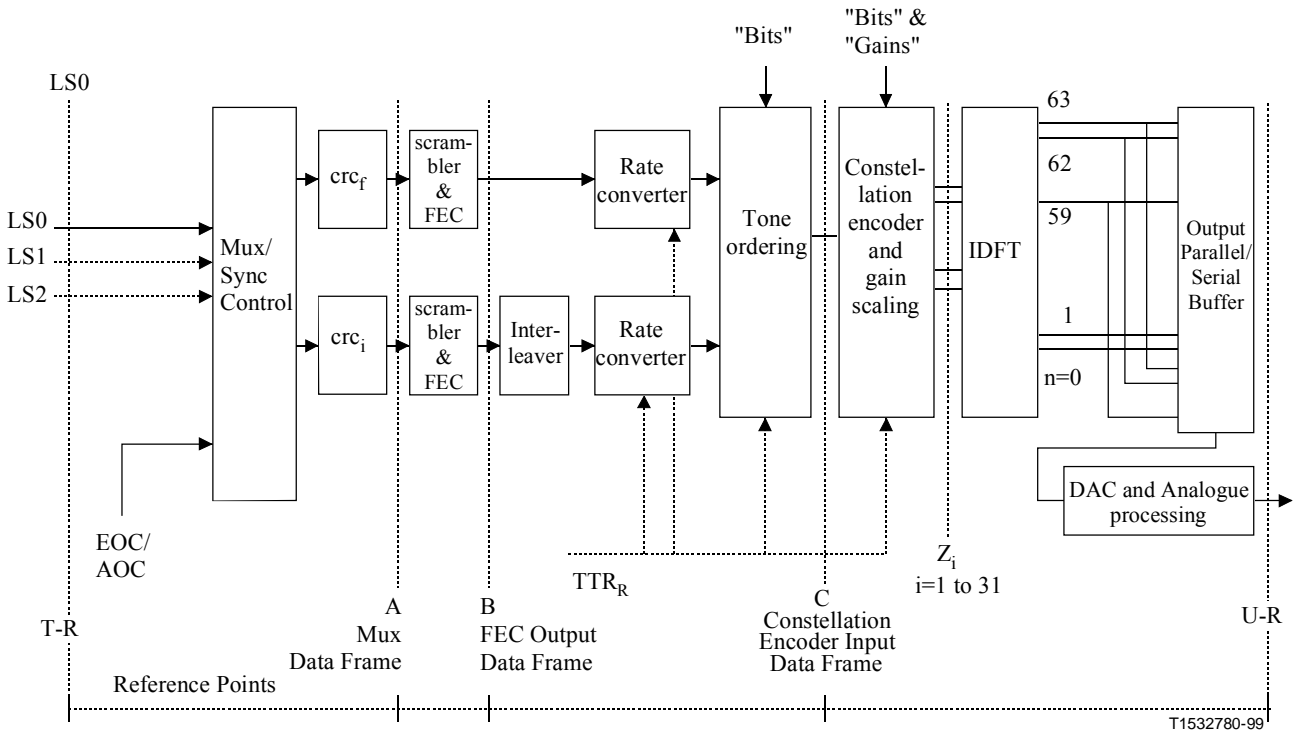 "Bits"
"Bits" &
"Gains"
LS0
63
62
59
1
n=0
LS0
LS1
LS2
Mux/
Sync
Control
crcf
scram-
bler
&
FEC
Rate
converter
Tone
ordering
Constel-
lation
encoder
and
gain
scaling
IDFT
Output
Parallel/
Serial
Buffer
crci
scram-
bler
&
FEC
Inter-
leaver
Rate
converter
DAC and Analogue
processing
EOC/
AOC
TTRR
Zi
i=1 to 31
T-R
A
Mux
Data Frame
B
FEC Output
Data Frame
C
Constellation
Encoder Input
Data Frame
U-R
Reference Points
T1532780-99